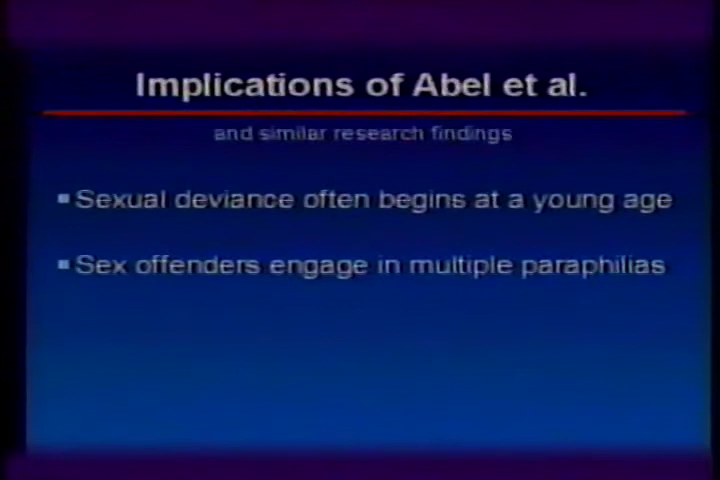 Implications of Abel et al.
and similar research findings
Sexual deviance often begins at a young age
Sex offenders engage in multiple paraphilias